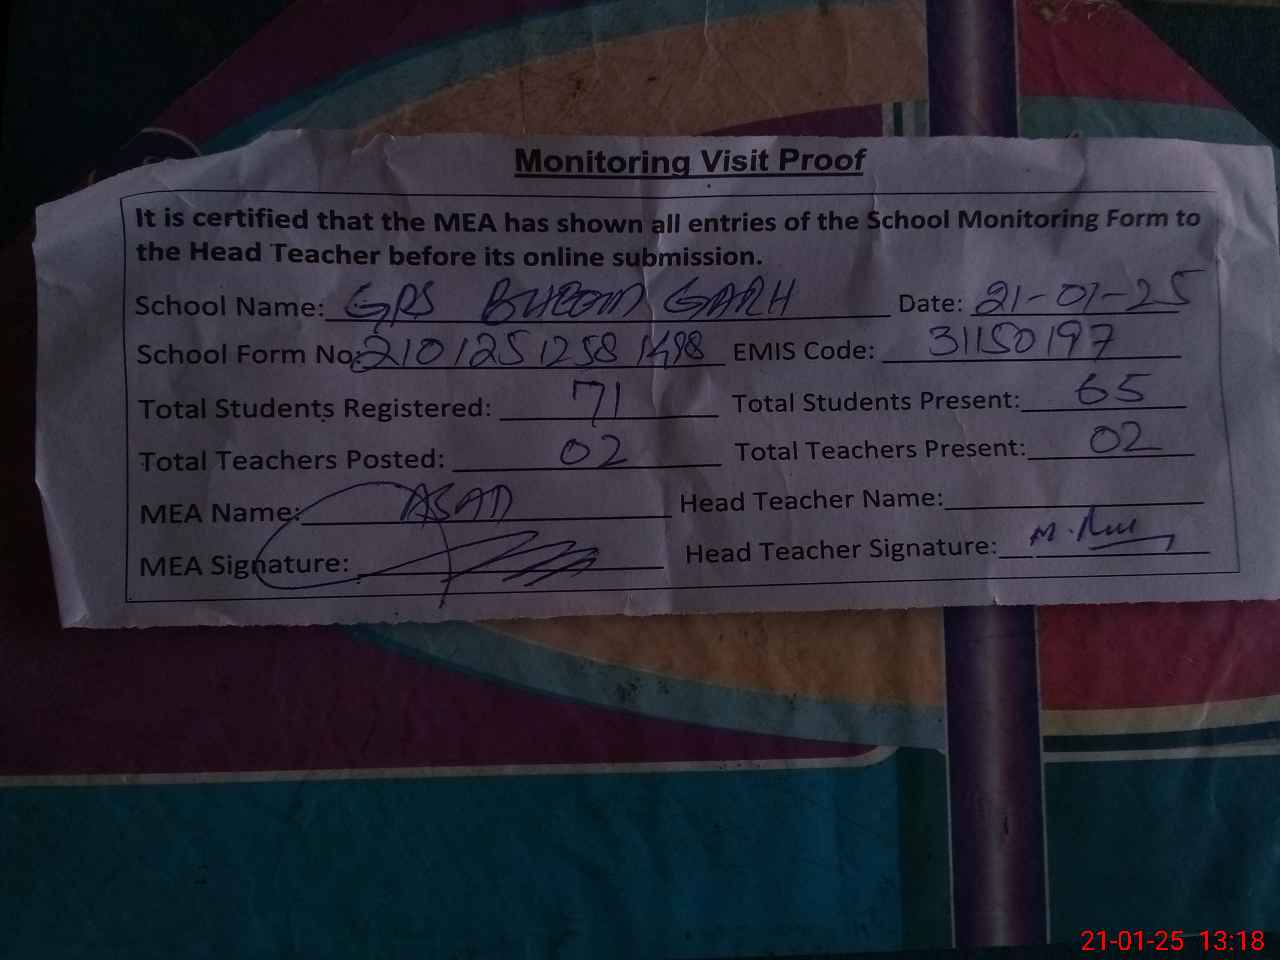 Monitoring Visit Proof
It is certified that the MEA has shown all entries of the School Monitoring Form to
the Head Teacher before its online submission.
School Name: GPS GARH Date: 21-01-25
School Form No: 21012512581498 EMIS Code: 31150197
Total Students Registered: 71 Total Students Present: 65
Total Teachers Posted: 02 Total Teachers Present: 02
MEA Name: ASAD Head Teacher Name:
MEA Signature: Head Teacher Signature: M.
21-01-25 13:18